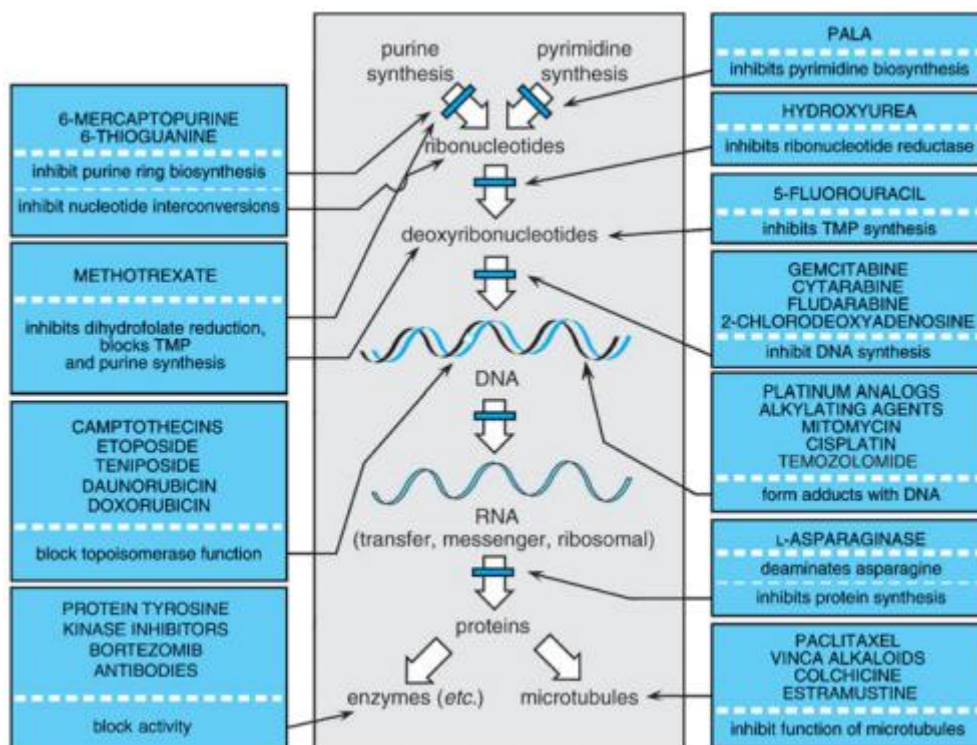 purine
synthesis
pyrimidine
synthesis
ribonucleotides
deoxyribonucleotides
DNA
RNA
(transfer, messenger, ribosomal)
proteins
enzymes (etc.)
microtubules
6-MERCAPTOPURINE
6-THIOGUANINE
inhibit purine ring biosynthesis
inhibit nucleotide interconversions
METHOTREXATE
inhibits dihydrofolate reduction,
blocks TMP
and purine synthesis
CAMPTOTHECINS
ETOPOSIDE
TENIPOSIDE
DAUNORUBICIN
DOXORUBICIN
block topoisomerase function
PROTEIN TYROSINE
KINASE INHIBITORS
BORTEZOMIB
ANTIBODIES
block activity
PALA
inhibits pyrimidine biosynthesis
HYDROXYUREA
inhibits ribonucleotide reductase
5-FLUOROURACIL
inhibits TMP synthesis
GEMCITABINE
CYTARABINE
FLUDARABINE
2-CHLORODEOXYADENOSINE
inhibit DNA synthesis
PLATINUM ANALOGS
ALKYLATING AGENTS
MITOMYCIN
CISPLATIN
TEMOZOLOMIDE
form adducts with DNA
L-ASPARAGINASE
deaminates asparagine
inhibits protein synthesis
PACLITAXEL
VINCA ALKALOIDS
COLCHICINE
ESTRAMUSTINE
inhibit function of microtubules